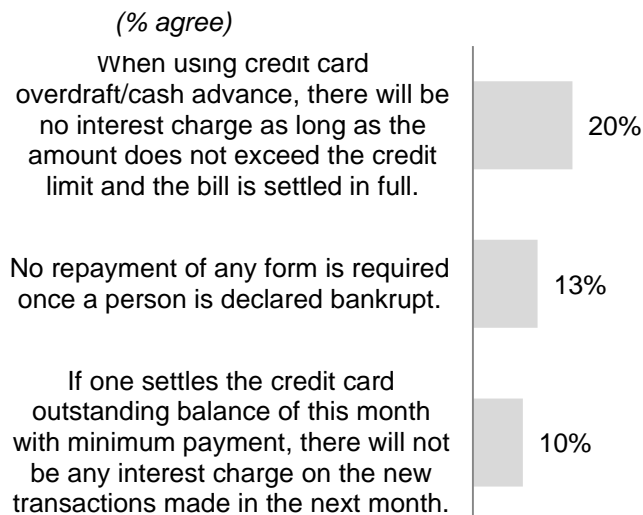 (% agree)
When using credit card
overdraft/cash advance, there will be
no interest charge as long as the
amount does not exceed the credit
limit and the bill is settled in full.
20%
No repayment of any form is required
once a person is declared bankrupt.
13%
If one settles the credit card
outstanding balance of this month
with minimum payment, there will not
be any interest charge on the new
transactions made in the next month.
10%